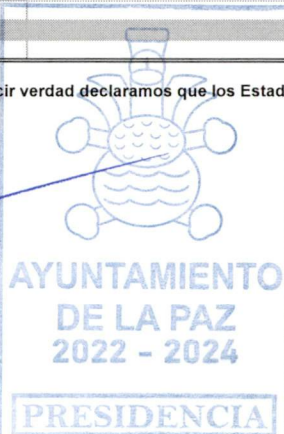 cir verdad declaramos que los Estad
AYUNTAMIENTO
DE LA PAZ
2022 - 2024
PRESIDENCIA